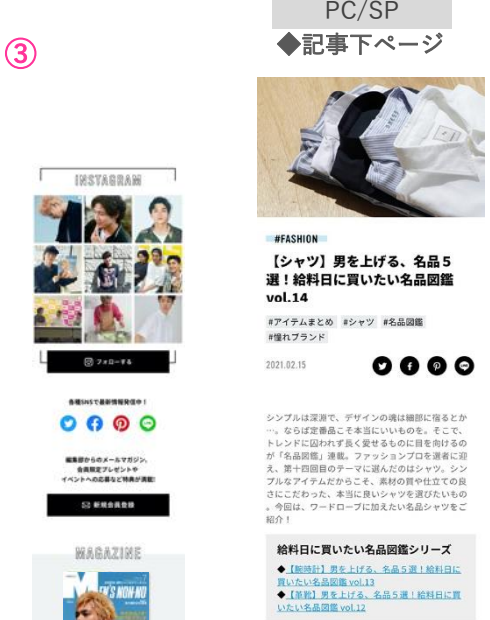 PC/SP
◆記事下ページ
③
INSTAGRAM
フォローする
各種SNSで最新情報発信中！
編集部からのメールマガジン、
会員限定プレゼントや
イベントへの応募など特典が満載!
新規会員登録
MAGAZINE
MEN'S NON-NO
#FASHION
【シャツ】男を上げる、名品５
選！給料日に買いたい名品図鑑
vol.14
#アイテムまとめ #シャツ #名品図鑑
#憧れブランド
2021.02.15
シンプルは深淵で、デザインの魂は細部に宿るとか
…。ならば定番品こそ本当にいいものを。そこで、
トレンドに囚われず長く愛せるものに目を向けるの
が「名品図鑑」連載。ファッションプロを選者に迎
え、第十四回目のテーマに選んだのはシャツ。シン
プルなアイテムだからこそ、素材の質や仕立ての良
さにこだわった、本当に良いシャツを選びたいもの
。今回は、ワードローブに加えたい名品シャツをご
紹介！
給料日に買いたい名品図鑑シリーズ
◆【腕時計】男を上げる、名品５選！給料日に
買いたい名品図鑑 vol.13
◆【革靴】男を上げる、名品５選！給料日に買
いたい名品図鑑 vol.12